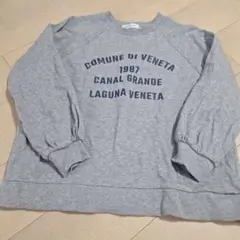 COMUNE DI VENETA
1987
CANAL GRANDE
LAGUNA VENETA